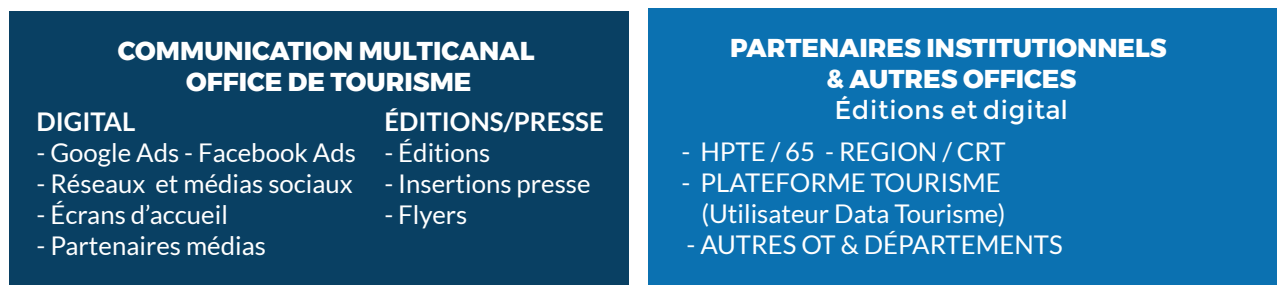 COMMUNICATION MULTICANAL
OFFICE DE TOURISME
DIGITAL
- Google Ads - Facebook Ads
- Réseaux et médias sociaux
- Écrans d’accueil
- Partenaires médias
ÉDITIONS/PRESSE
- Éditions
- Insertions presse
- Flyers
PARTENAIRES INSTITUTIONNELS
& AUTRES OFFICES
Éditions et digital
- HPTE / 65 - REGION / CRT
- PLATEFORME TOURISME
(Utilisateur Data Tourisme)
- AUTRES OT & DÉPARTEMENTS